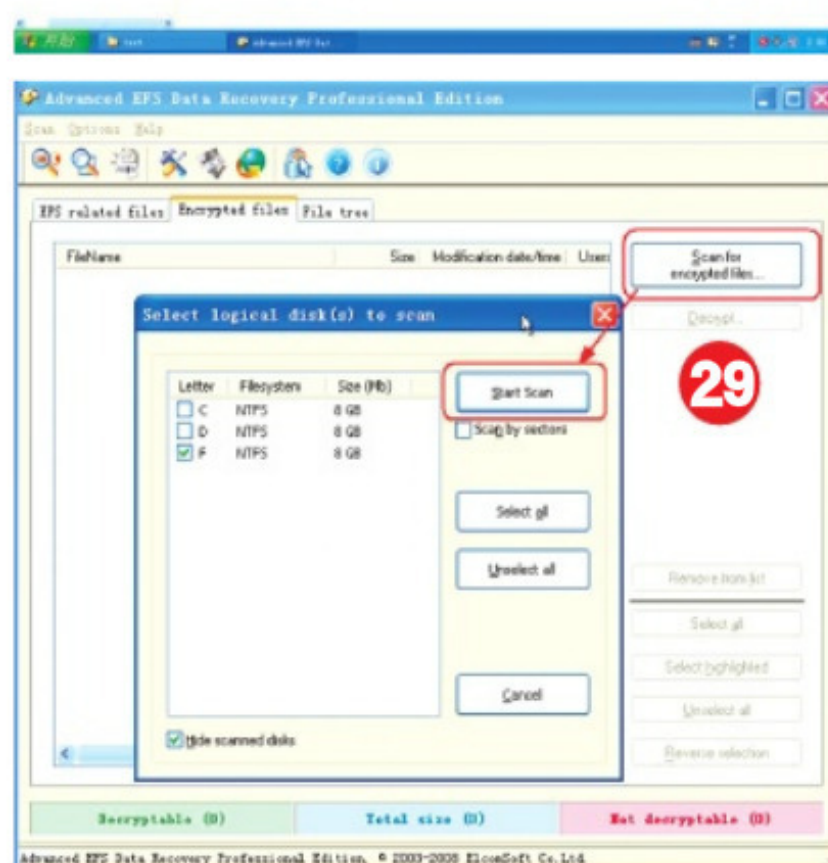 开始
Advanced EFS Data Recovery Professional Edition
Scan Options Help
EFS related files Encrypted files File tree
FileName Size Modification date/time Users
Scan for
encrypted files...
Decrypt...
29
Select logical disk(s) to scan
Letter Filesystem Size (Mb)
C NTFS 8 GB
D NTFS 8 GB
F NTFS 8 GB
Start Scan
Scan by sectors
Select all
Unselect all
Cancel
Hide scanned disks
Remove from list
Select all
Select highlighted
Unselect all
Reverse selection
Decryptable (0) Total size (0) Not decryptable (0)
Advanced EFS Data Recovery Professional Edition. © 2003-2008 ElcomSoft Co.Ltd.